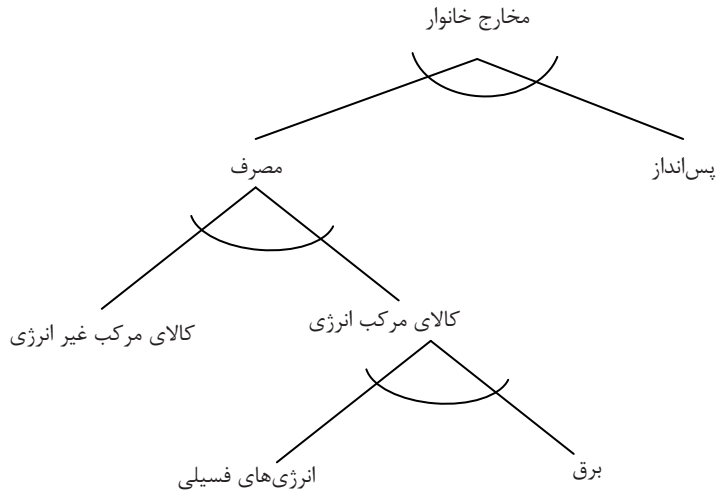 مخارج خانوار
پس‌انداز
مصرف
کالای مرکب انرژی
کالای مرکب غیر انرژی
برق
انرژی‌های فسیلی